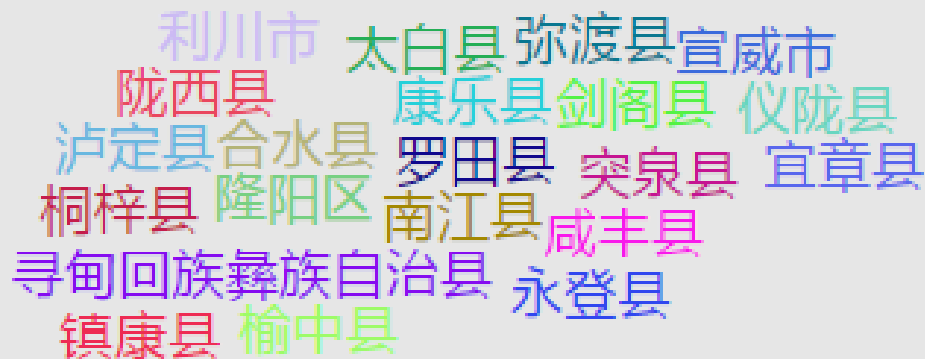 利川市 太白县 弥渡县 宣威市
陇西县 康乐县 剑阁县 仪陇县
泸定县 合水县 罗田县 突泉县 宜章县
桐梓县 隆阳区 南江县 咸丰县
寻甸回族彝族自治县 永登县
镇康县 榆中县